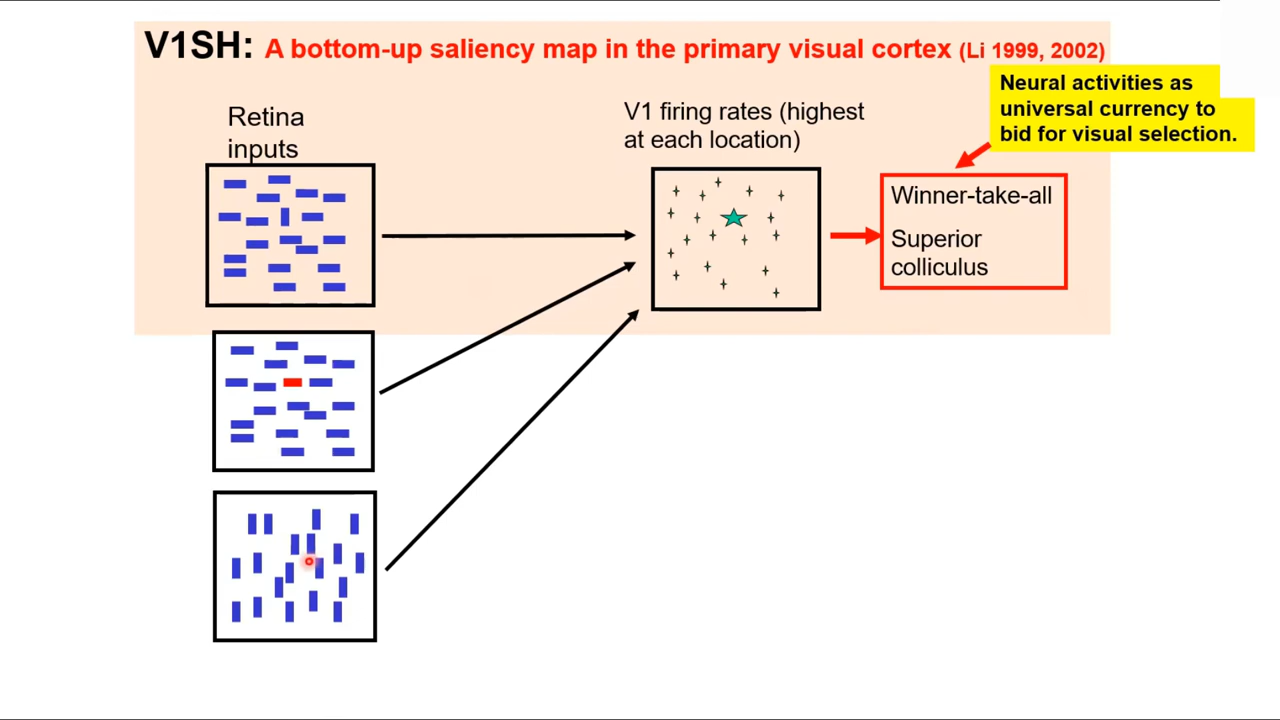 V1SH: A bottom-up saliency map in the primary visual cortex (Li 1999, 2002)
Neural activities as
universal currency to
bid for visual selection.
Retina
inputs
V1 firing rates (highest
at each location)
Winner-take-all
Superior
colliculus